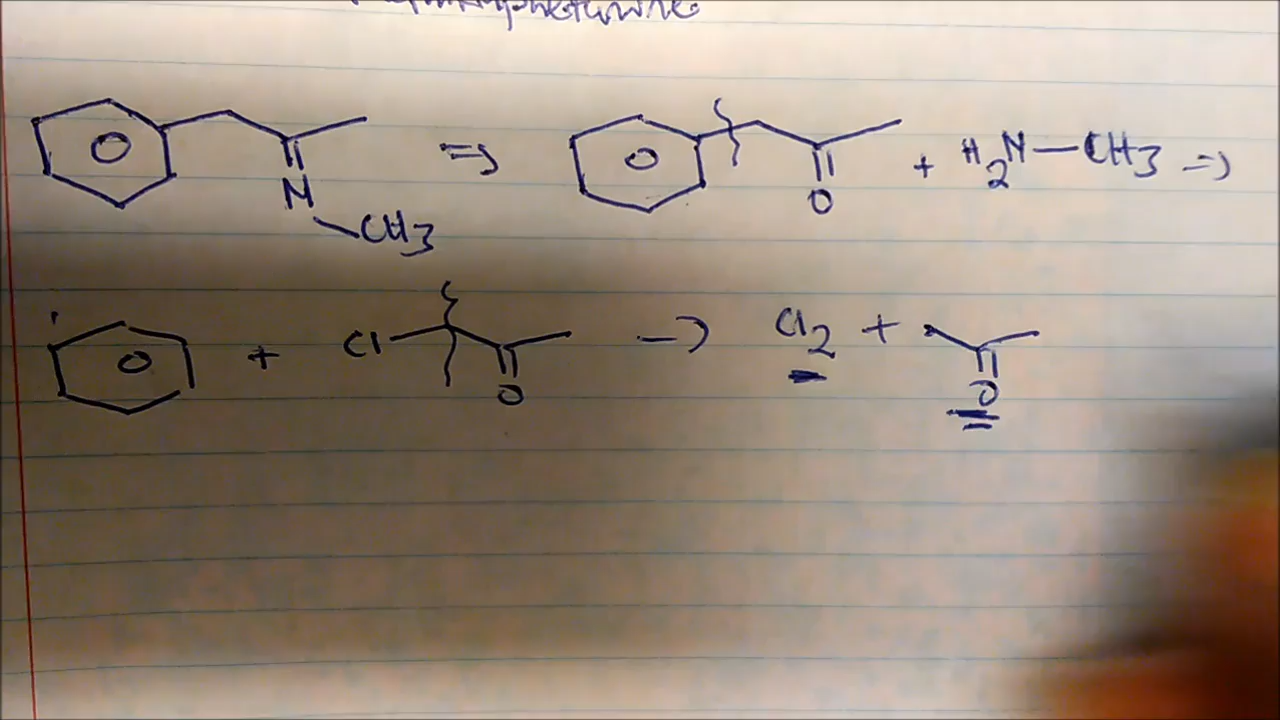 O ⇒ O + H2N—CH3 ⇒
N O
CH3
O + Cl → Cl2 +
O O